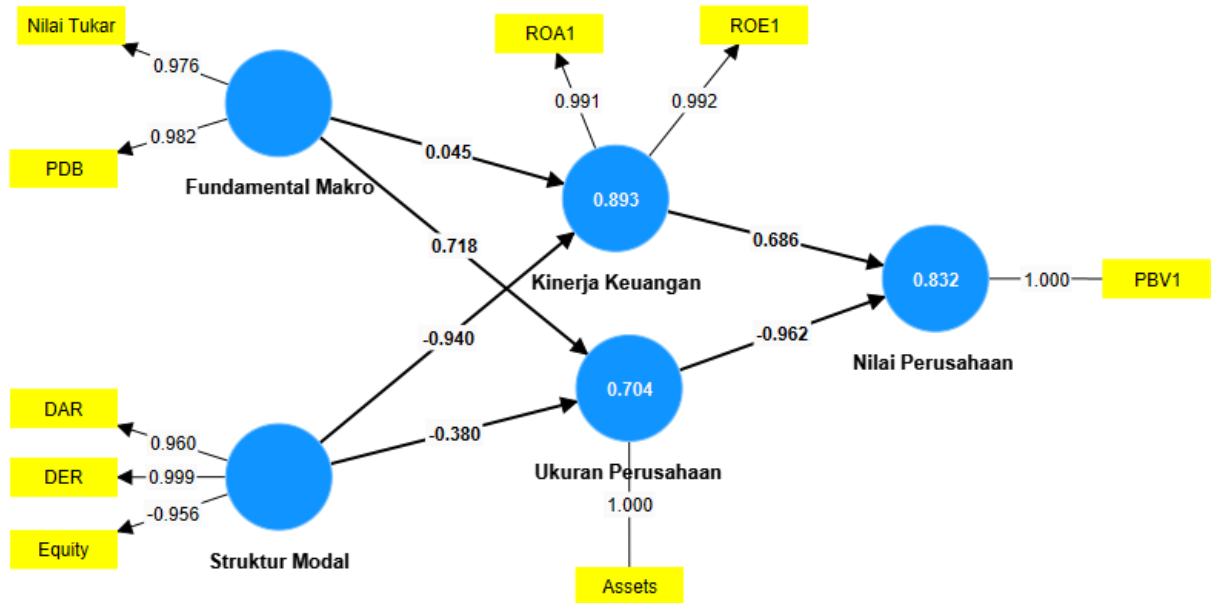 Nilai Tukar
0.976
0.982
PDB
Fundamental Makro
ROA1
ROE1
0.991
0.992
0.045
0.893
Kinerja Keuangan
0.718
0.686
0.832
Nilai Perusahaan
1.000
PBV1
-0.940
-0.962
0.704
Ukuran Perusahaan
-0.380
1.000
Assets
DAR
0.960
DER
0.999
-0.956
Equity
Struktur Modal